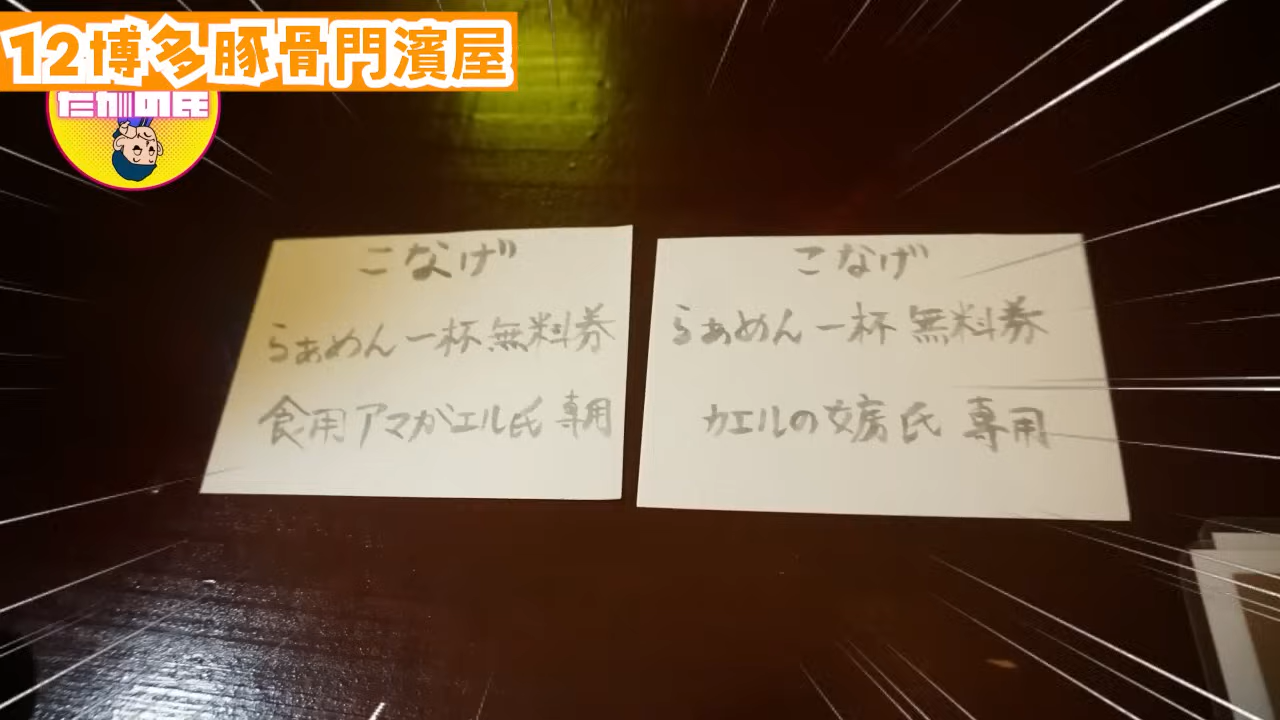 12博多豚骨門濱屋
たかの民
こなげ
らぁめん一杯無料券
食用アマガエル氏専用
こなげ
らぁめん一杯無料券
カエルの女房氏 専用